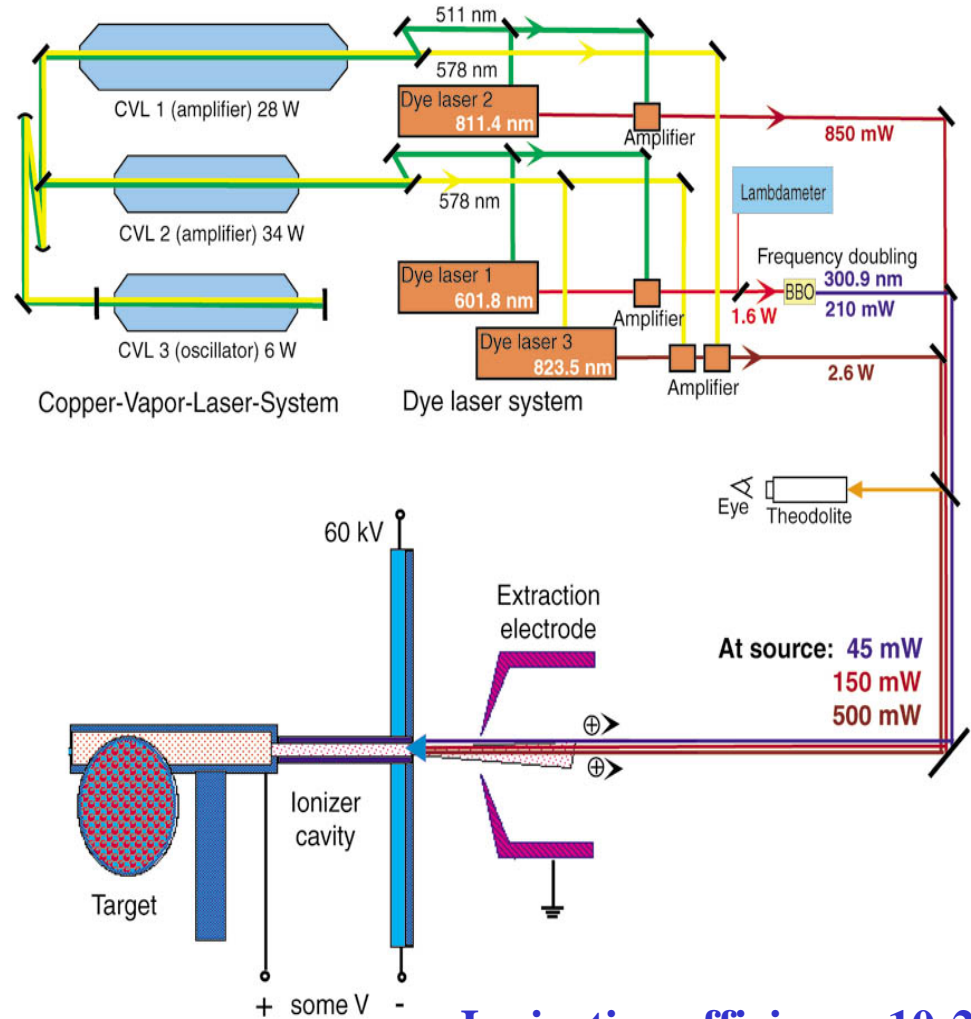 511 nm
578 nm
CVL 1 (amplifier) 28 W
Dye laser 2
811.4 nm
Amplifier
850 mW
578 nm
CVL 2 (amplifier) 34 W
Lambdameter
Frequency doubling
Dye laser 1
601.8 nm
Amplifier
1.6 W
BBO
300.9 nm
210 mW
CVL 3 (oscillator) 6 W
Dye laser 3
823.5 nm
Amplifier
2.6 W
Copper-Vapor-Laser-System
Dye laser system
Eye
Theodolite
60 kV
Extraction
electrode
At source: 45 mW
150 mW
500 mW
+
+
Ionizer
cavity
Target
+ some V -